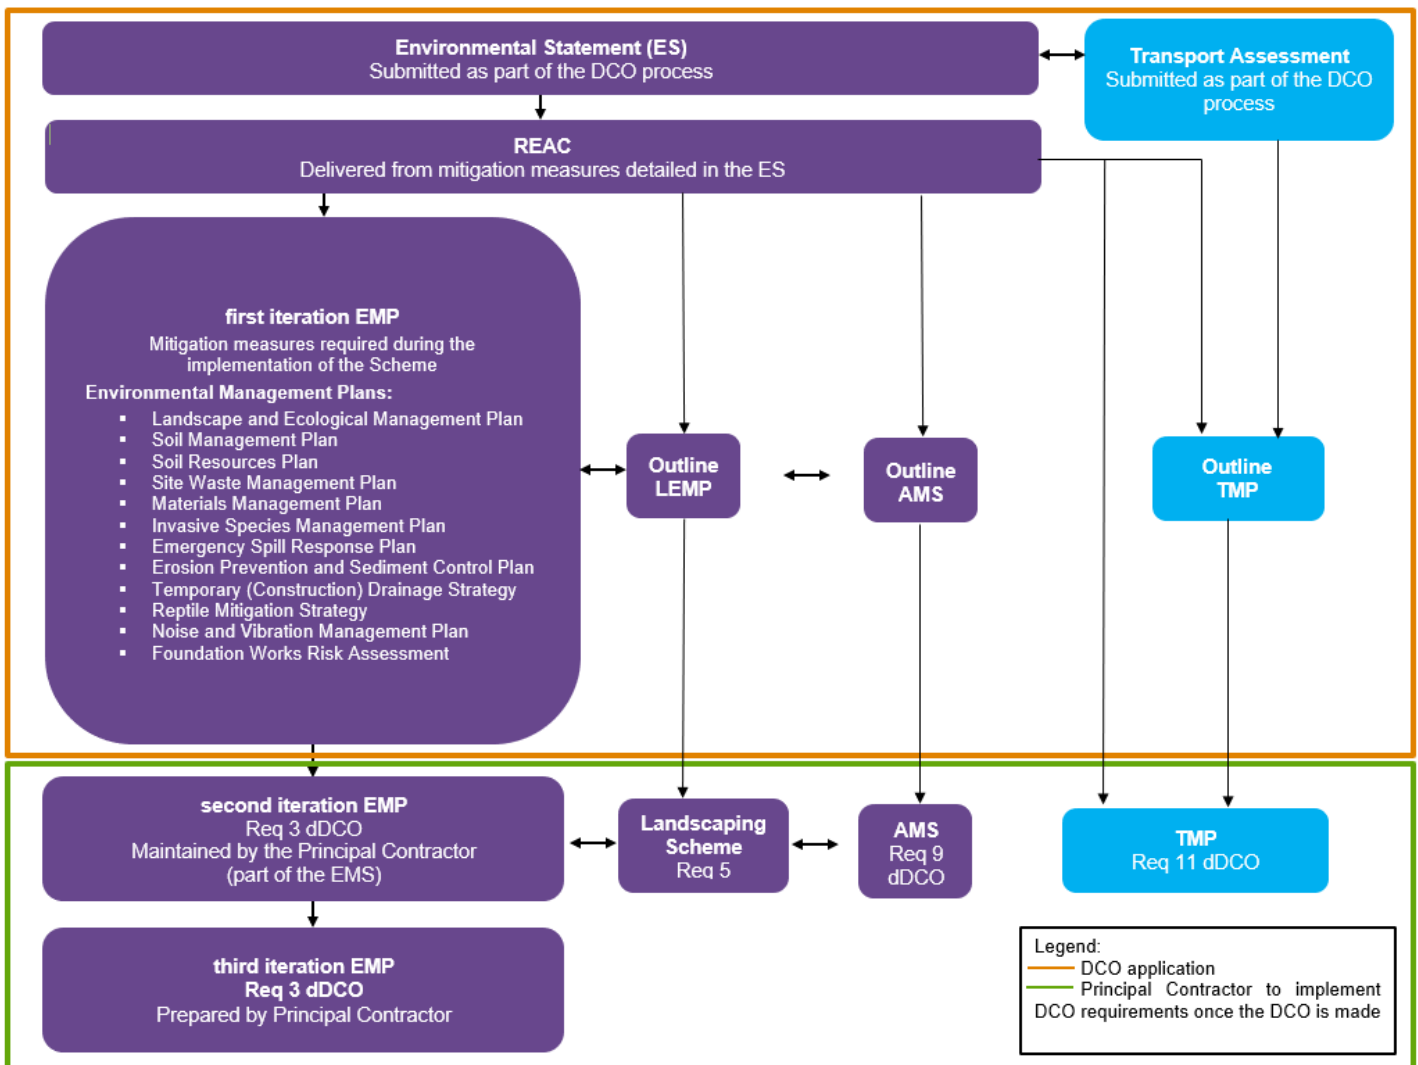 Environmental Statement (ES)
Submitted as part of the DCO process
Transport Assessment
Submitted as part of the DCO
process
REAC
Delivered from mitigation measures detailed in the ES
first iteration EMP
Mitigation measures required during the
implementation of the Scheme
Environmental Management Plans:
▪ Landscape and Ecological Management Plan
▪ Soil Management Plan
▪ Soil Resources Plan
▪ Site Waste Management Plan
▪ Materials Management Plan
▪ Invasive Species Management Plan
▪ Emergency Spill Response Plan
▪ Erosion Prevention and Sediment Control Plan
▪ Temporary (Construction) Drainage Strategy
▪ Reptile Mitigation Strategy
▪ Noise and Vibration Management Plan
▪ Foundation Works Risk Assessment
Outline
LEMP
Outline
AMS
Outline
TMP
second iteration EMP
Req 3 dDCO
Maintained by the Principal Contractor
(part of the EMS)
Landscaping
Scheme
Req 5
AMS
Req 9
dDCO
TMP
Req 11 dDCO
third iteration EMP
Req 3 dDCO
Prepared by Principal Contractor
Legend:
DCO application
Principal Contractor to implement
DCO requirements once the DCO is made